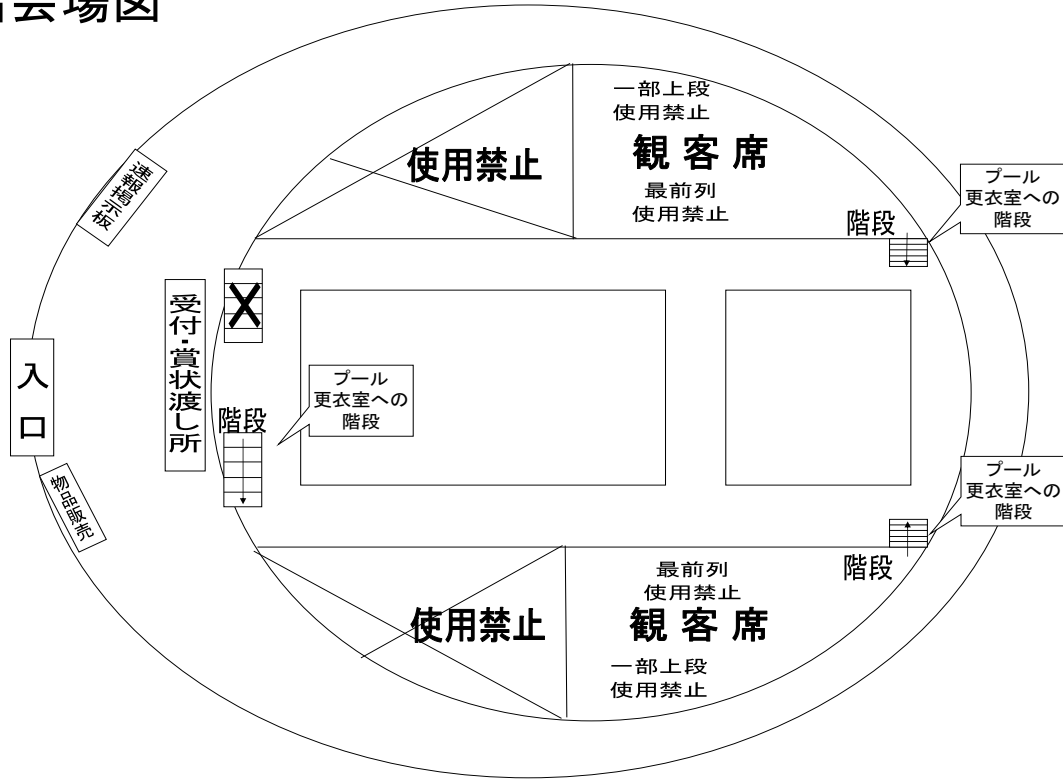 会場図
一部上段
使用禁止
観客席
最前列
使用禁止
使用禁止
階段
プール
更衣室への
階段
速報掲示板
受付・賞状渡し所
X
入口
プール
更衣室への
階段
階段
物品販売
プール
更衣室への
階段
階段
最前列
使用禁止
観客席
一部上段
使用禁止
使用禁止